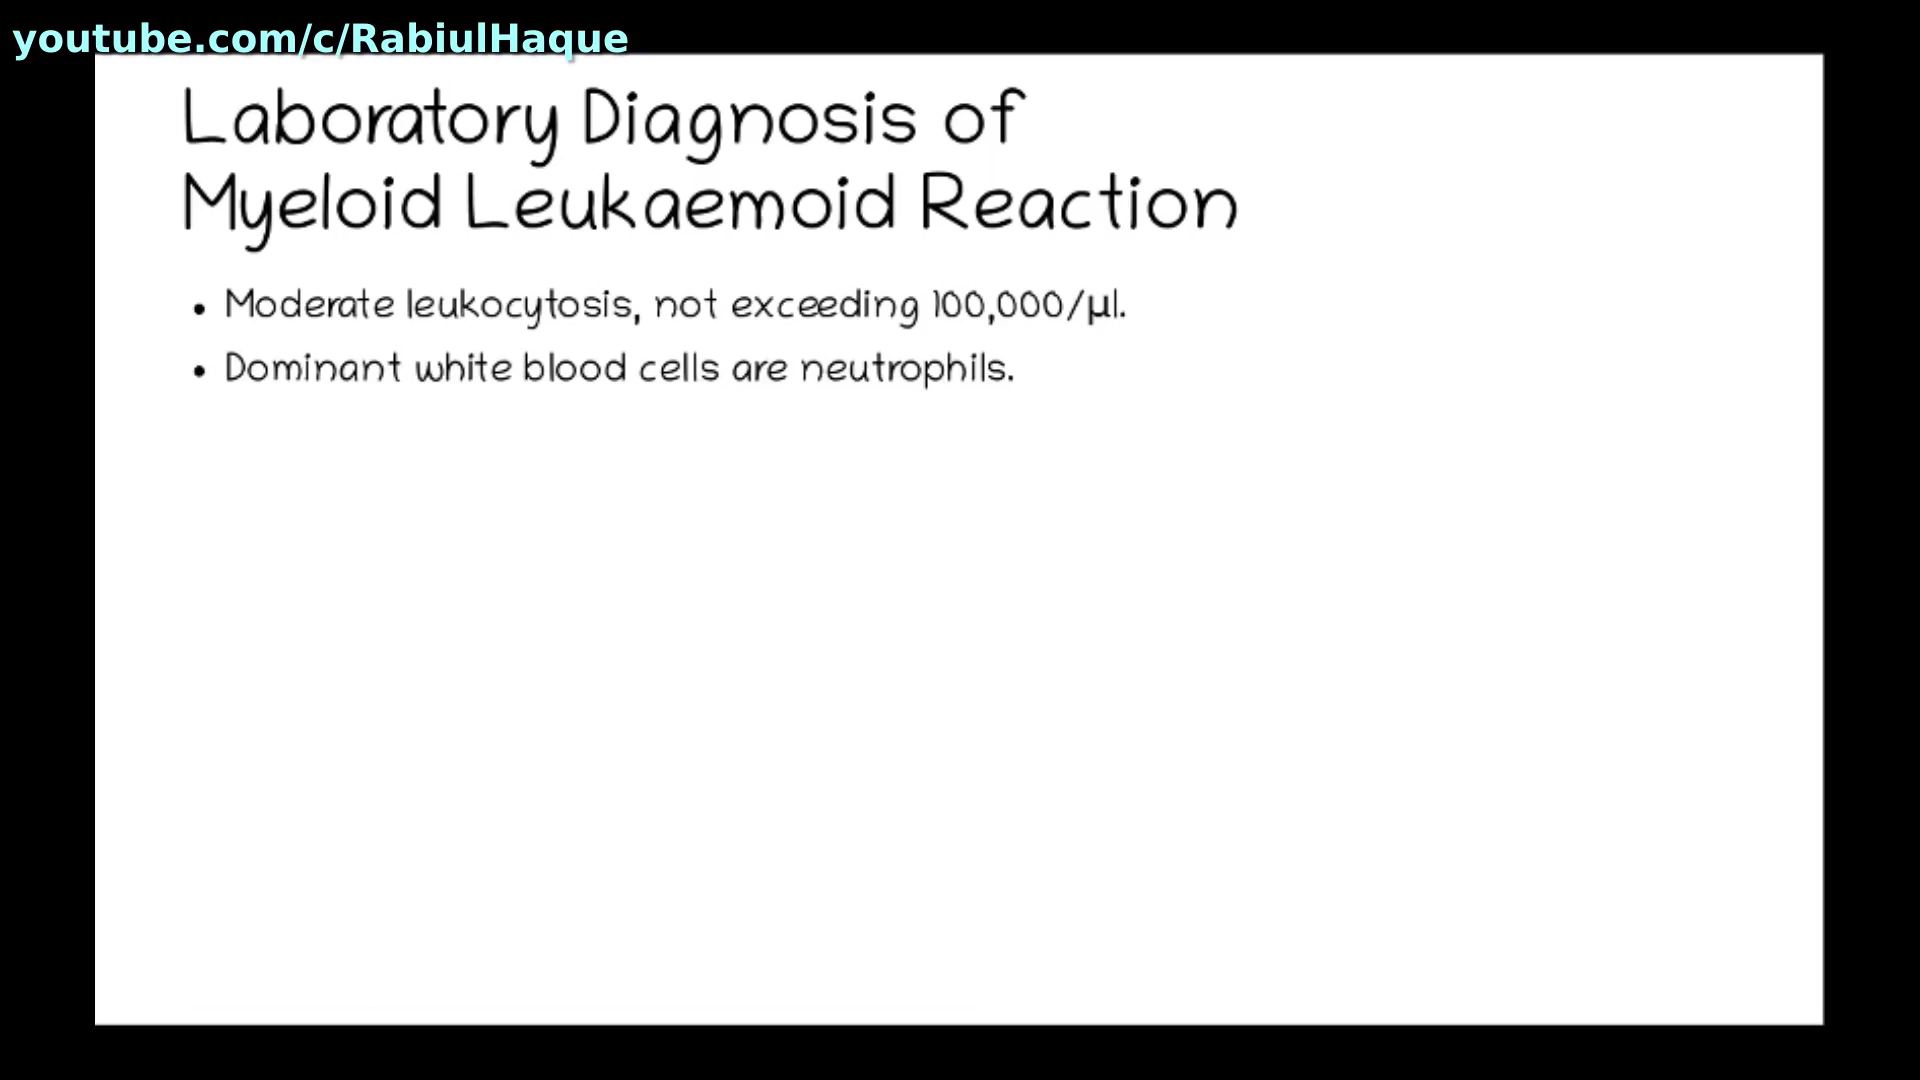 youtube.com/c/RabiulHaque
Laboratory Diagnosis of
Myeloid Leukaemoid Reaction
• Moderate leukocytosis, not exceeding 100,000/µl.
• Dominant white blood cells are neutrophils.